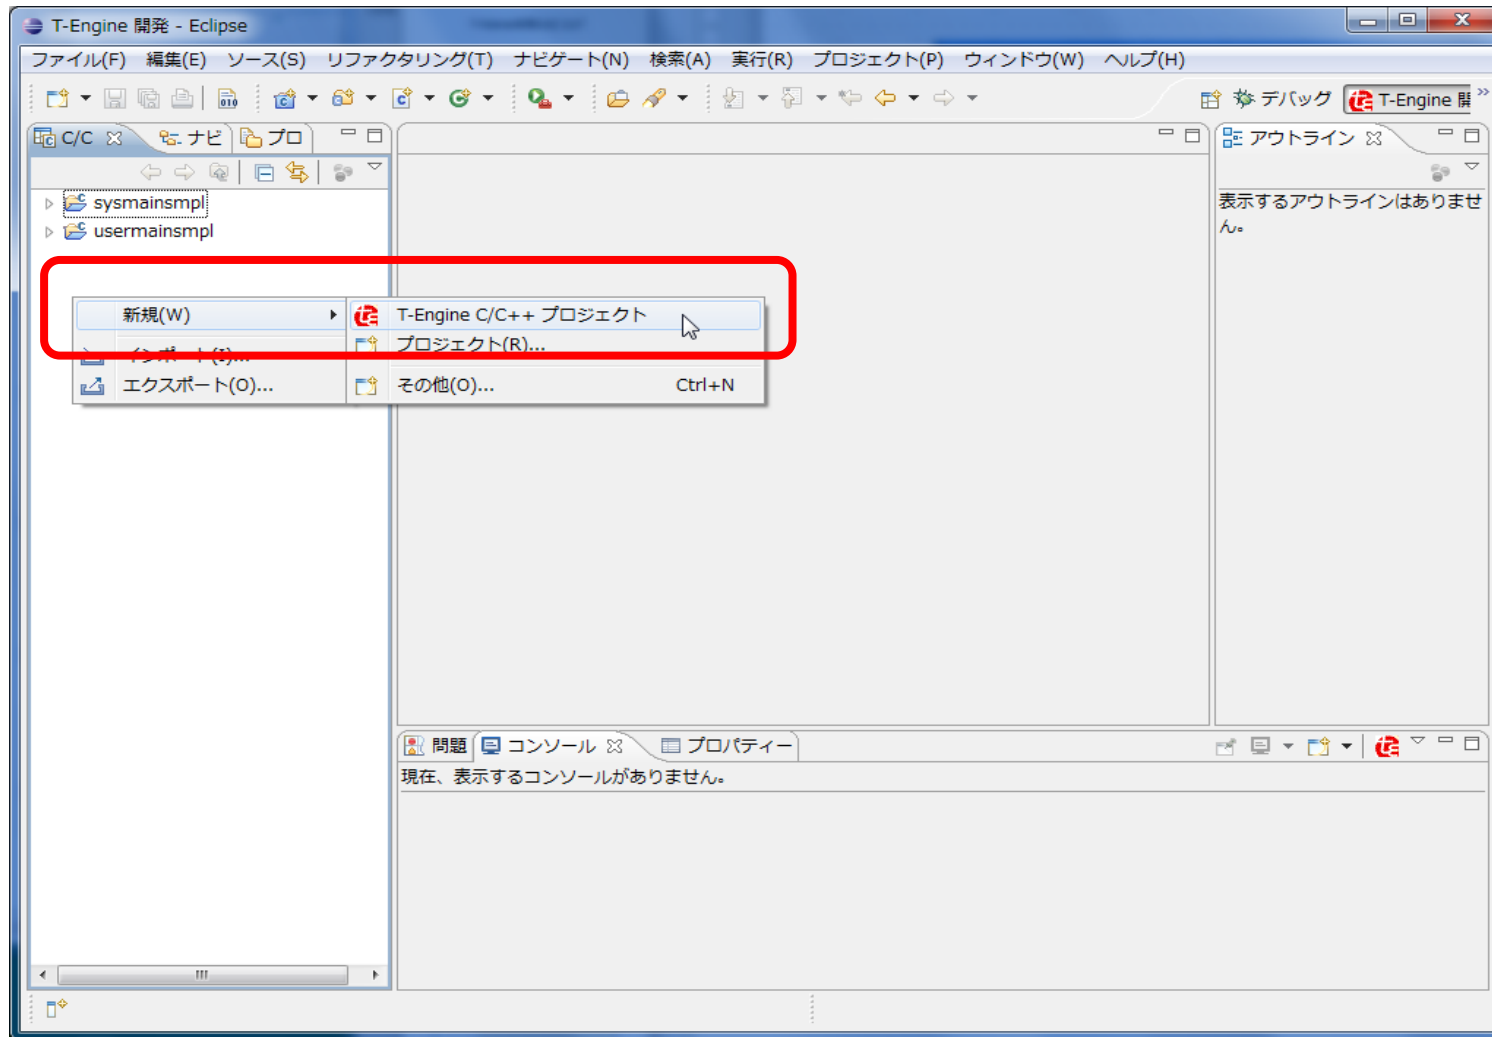 T-Engine 開発 - Eclipse
ファイル(F) 編集(E) ソース(S) リファクタリング(T) ナビゲート(N) 検索(A) 実行(R) プロジェクト(P) ウィンドウ(W) ヘルプ(H)
デバッグ T-Engine 開
C/C ナビ プロ
アウトライン
sysmainsmpl
usermainsmpl
表示するアウトラインはありませ
ん。
新規(W)
T-Engine C/C++ プロジェクト
プロジェクト(R)...
インポート(I)...
エクスポート(O)...
その他(O)... Ctrl+N
問題 コンソール プロパティー
現在、表示するコンソールがありません。